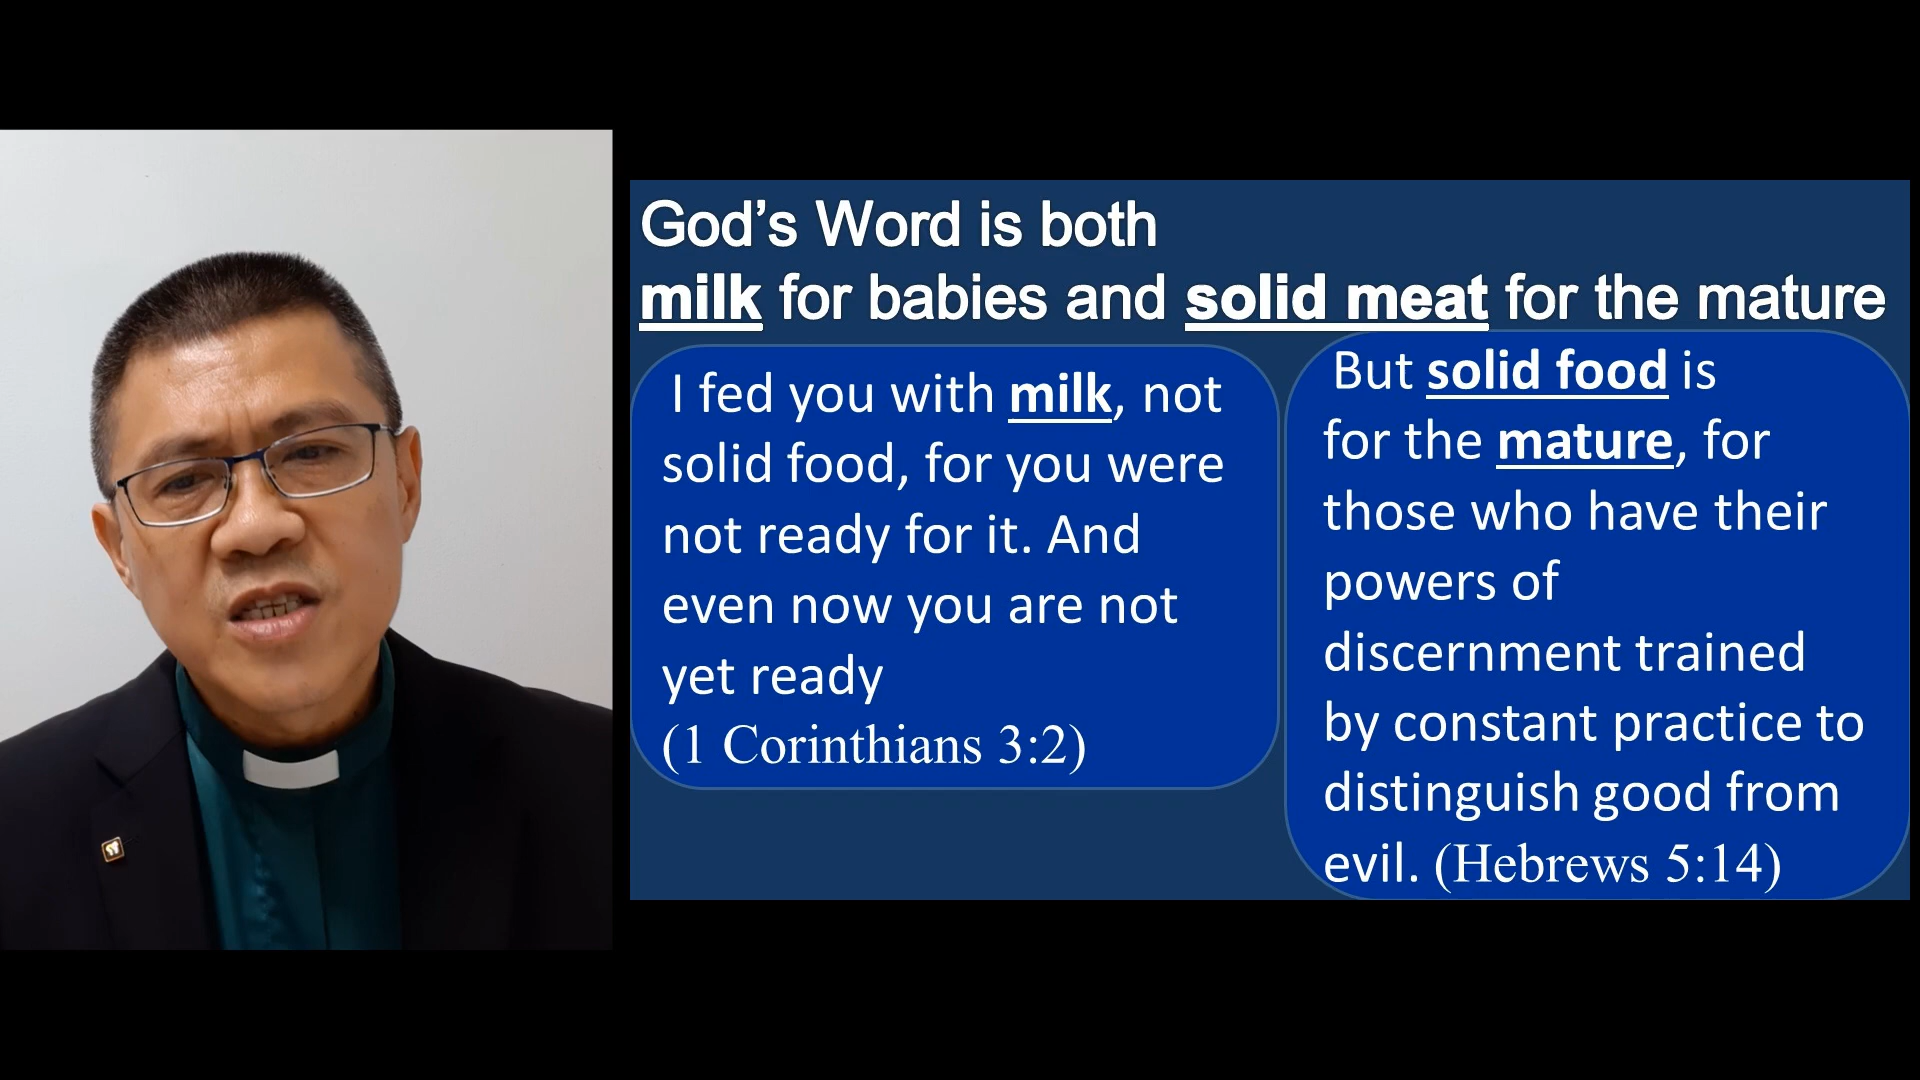 God’s Word is both
milk for babies and solid meat for the mature
I fed you with milk, not
solid food, for you were
not ready for it. And
even now you are not
yet ready
(1 Corinthians 3:2)
But solid food is
for the mature, for
those who have their
powers of
discernment trained
by constant practice to
distinguish good from
evil. (Hebrews 5:14)